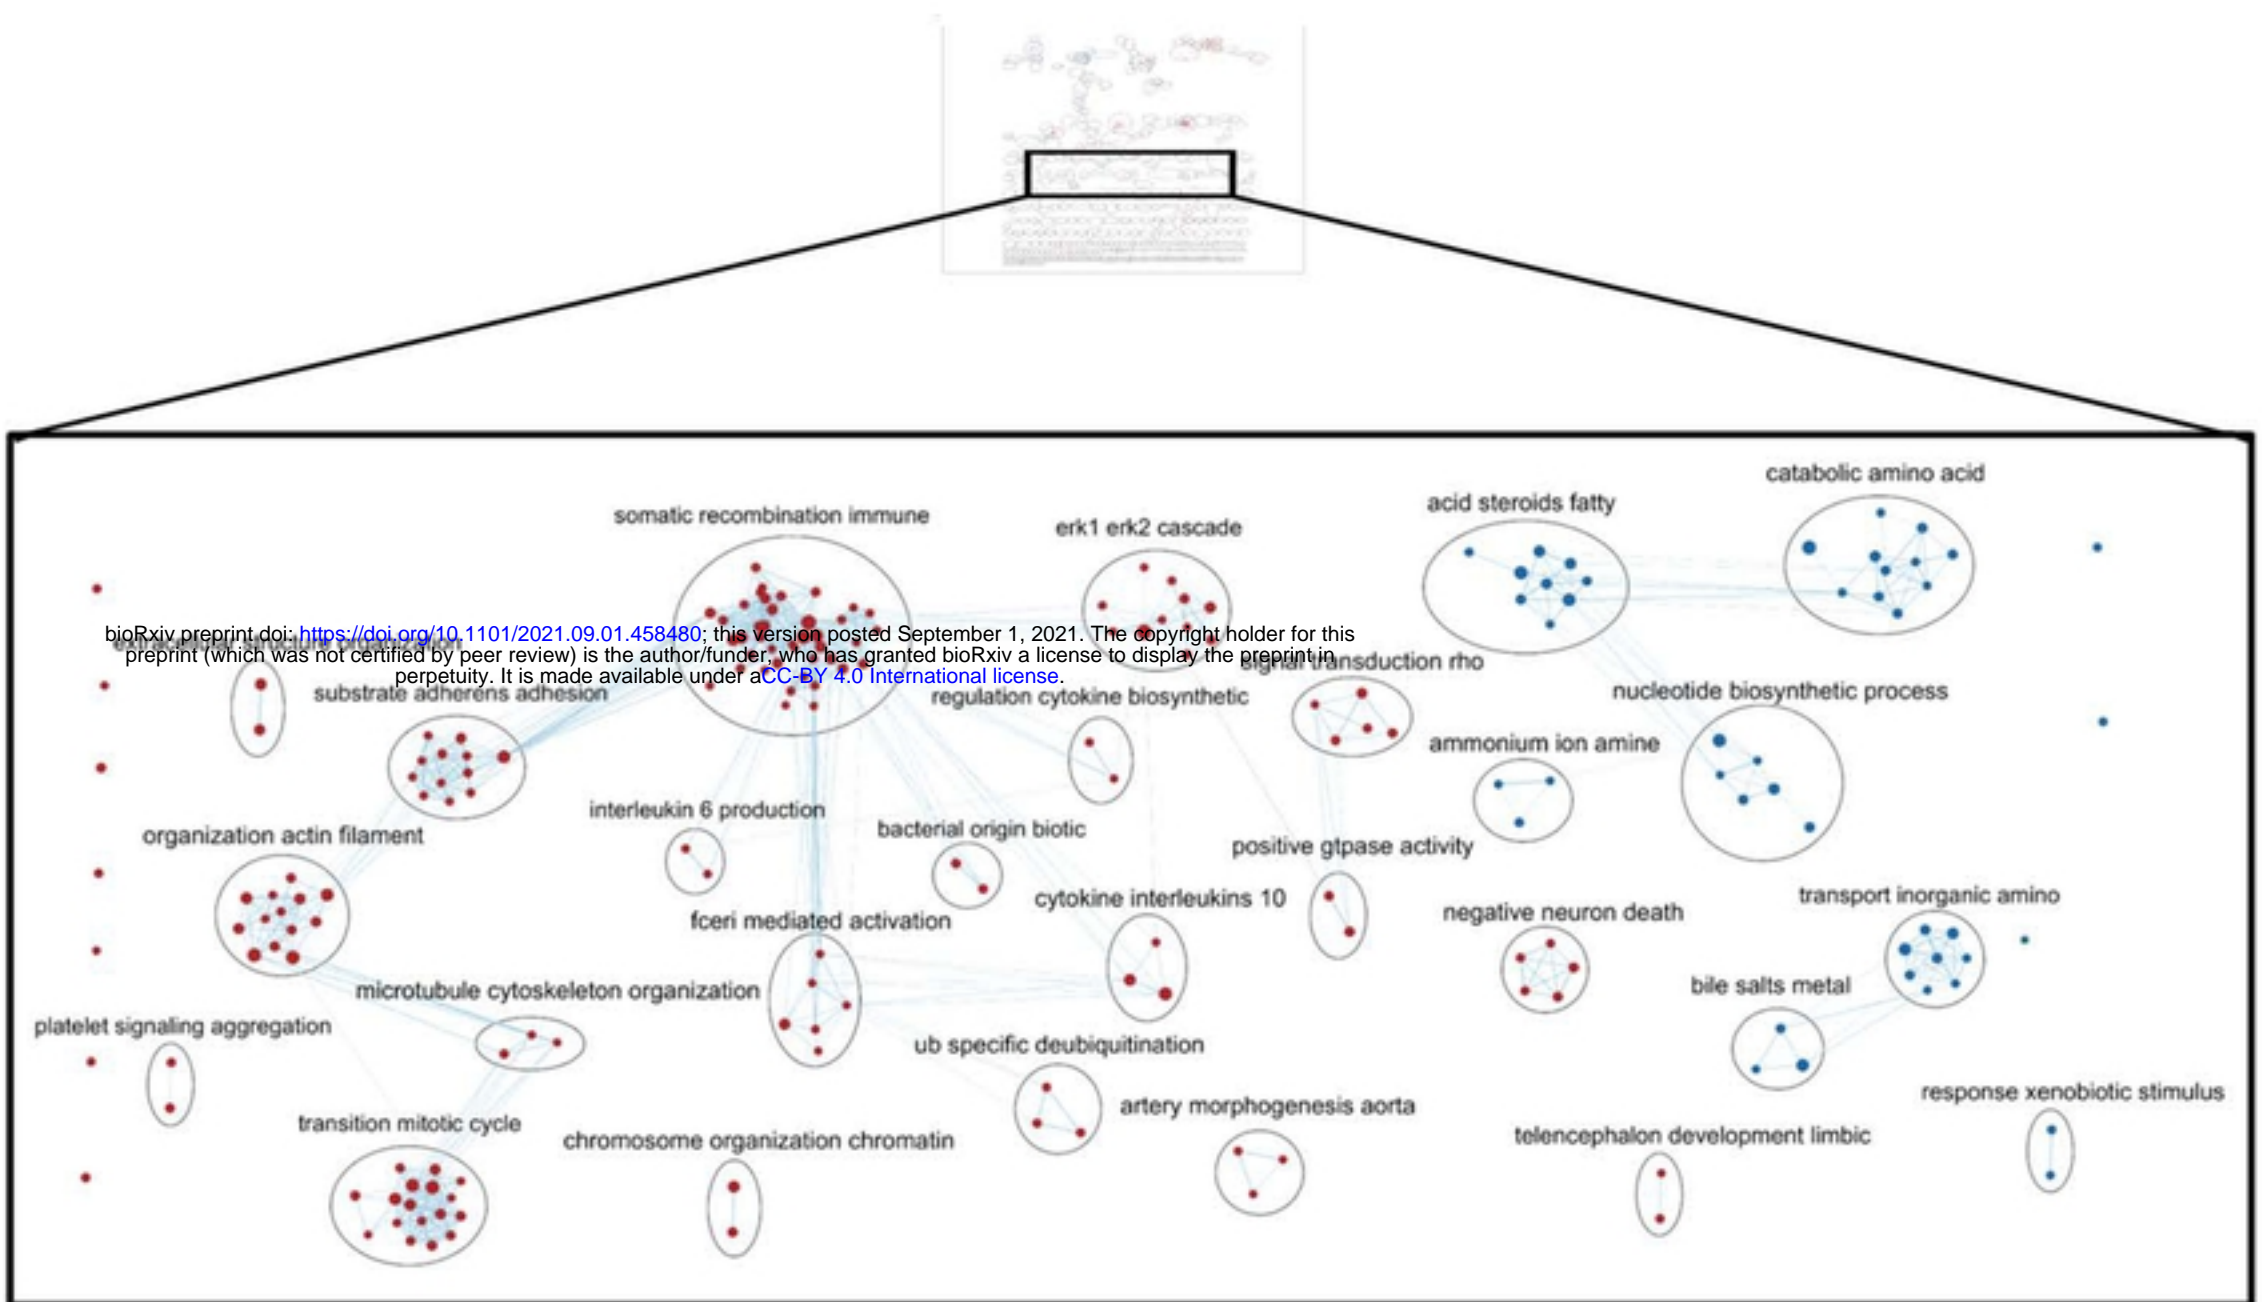 catabolic amino acid
acid steroids fatty
somatic recombination immune
erk1 erk2 cascade
bioRxiv preprint doi: https://doi.org/10.1101/2021.09.01.458480; this version posted September 1, 2021. The copyright holder for this
extracellular structure organization
preprint (which was not certified by peer review) is the author/funder, who has granted bioRxiv a license to display the preprint in
signal transduction rho
perpetuity. It is made available under aCC-BY 4.0 International license.
substrate adherens adhesion
regulation cytokine biosynthetic
nucleotide biosynthetic process
ammonium ion amine
interleukin 6 production
bacterial origin biotic
organization actin filament
positive gtpase activity
cytokine interleukins 10
transport inorganic amino
negative neuron death
fceri mediated activation
microtubule cytoskeleton organization
bile salts metal
platelet signaling aggregation
ub specific deubiquitination
response xenobiotic stimulus
artery morphogenesis aorta
transition mitotic cycle
telencephalon development limbic
chromosome organization chromatin